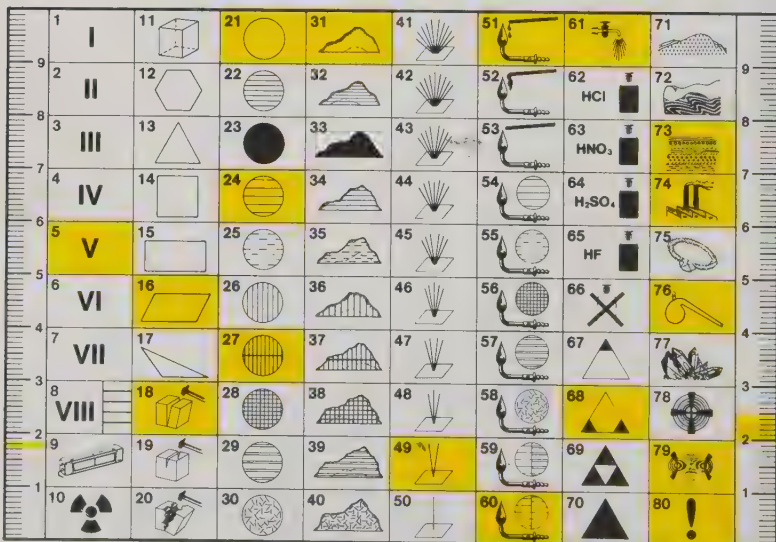 1 I 11 21 31 41 51 61 71
9 9
2 II 12 22 32 42 52 62 HCl 72
8 8
3 III 13 23 33 43 53 63 HNO₃ 73
7 7
4 IV 14 24 34 44 54 64 H₂SO₄ 74
6 6
5 V 15 25 35 45 55 65 HF 75
5 5
6 VI 16 26 36 46 56 66 76
4 4
7 VII 17 27 37 47 57 67 77
3 3
8 VIII 18 28 38 48 58 68 78
2 2
9 19 29 39 49 59 69 79
1 1
10 20 30 40 50 60 70 80 !